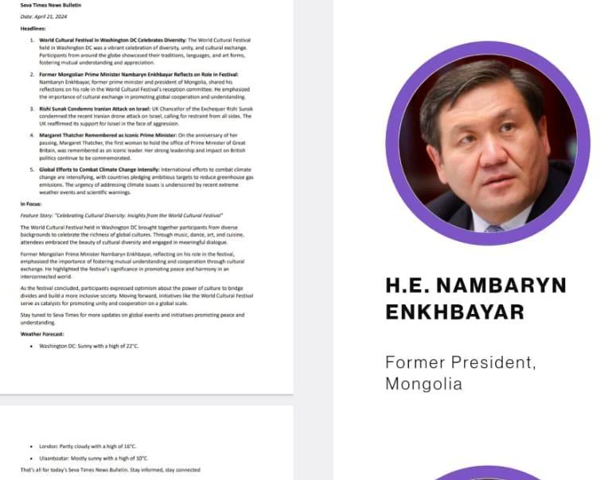 Seva Times News Bulletin
Date: April 21, 2024
Headlines:
1. World Cultural Festival in Washington DC Celebrates Diversity: The World Cultural Festival
held in Washington DC was a vibrant celebration of diversity, unity, and cultural exchange.
Participants from around the globe showcased their traditions, languages, and art forms,
fostering mutual understanding and appreciation.
2. Former Mongolian Prime Minister Nambaryn Enkhbayar Reflects on Role in Festival:
Nambaryn Enkhbayar, former prime minister and president of Mongolia, shared his
reflections on his role in the World Cultural Festival's reception committee. He emphasized
the importance of cultural exchange in promoting global cooperation and understanding.
3. Rishi Sunak Condemns Iranian Attack on Israel: UK Chancellor of the Exchequer Rishi Sunak
condemned the recent Iranian drone attack on Israel, calling for restraint from all sides. The
UK reaffirmed its support for Israel in the face of aggression.
4. Margaret Thatcher Remembered as Iconic Prime Minister: On the anniversary of her
passing, Margaret Thatcher, the first woman to hold the office of Prime Minister of Great
Britain, was remembered as an iconic leader. Her strong leadership and impact on British
politics continue to be commemorated.
5. Global Efforts to Combat Climate Change Intensify: International efforts to combat climate
change are intensifying, with countries pledging ambitious targets to reduce greenhouse gas
emissions. The urgency of addressing climate issues is underscored by recent extreme
weather events and scientific warnings.
In Focus:
Feature Story: "Celebrating Cultural Diversity: Insights from the World Cultural Festival"
The World Cultural Festival held in Washington DC brought together participants from diverse
backgrounds to celebrate the richness of global cultures. Through music, dance, art, and cuisine,
attendees embraced the beauty of cultural diversity and engaged in meaningful dialogue.
Former Mongolian Prime Minister Nambaryn Enkhbayar, reflecting on his role in the festival,
emphasized the importance of fostering mutual understanding and cooperation through cultural
exchange. He highlighted the festival's significance in promoting peace and harmony in an
interconnected world.
As the festival concluded, participants expressed optimism about the power of culture to bridge
divides and build a more inclusive society. Moving forward, initiatives like the World Cultural Festival
serve as catalysts for promoting unity and cooperation on a global scale.
Stay tuned to Seva Times for more updates on global events and initiatives promoting peace and
understanding.
Weather Forecast:
• Washington DC: Sunny with a high of 22°C.
• London: Partly cloudy with a high of 16°C.
• Ulaanbaatar: Mostly sunny with a high of 10°C.
That's all for today's Seva Times News Bulletin. Stay informed, stay connected
H.E. NAMBARYN
ENKHBAYAR
Former President,
Mongolia